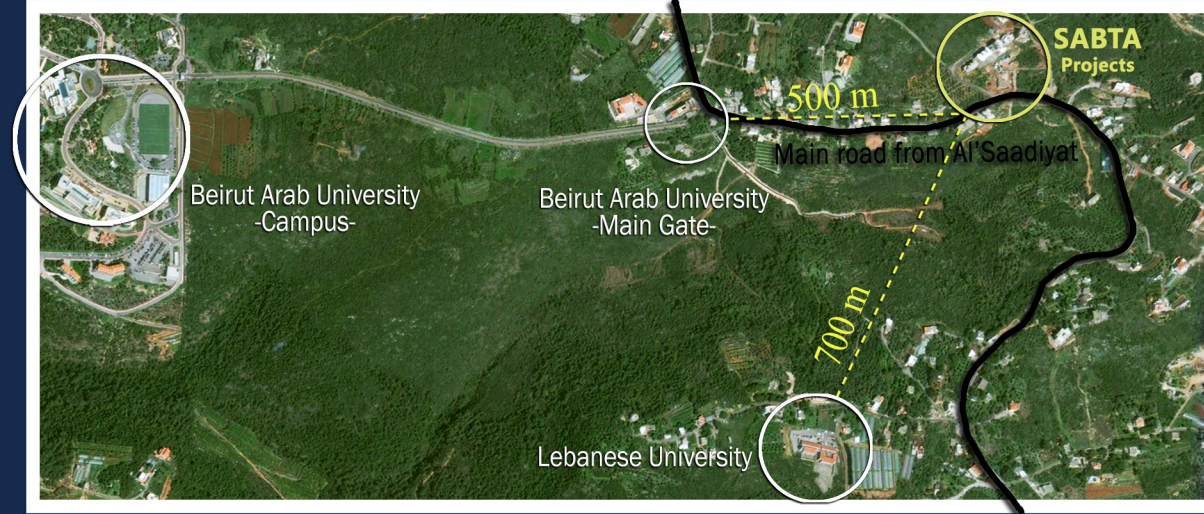 SABTA
Projects
500 m
Main road from Al'Saadiyat
Beirut Arab University
-Campus-
Beirut Arab University
-Main Gate-
700 m
Lebanese University